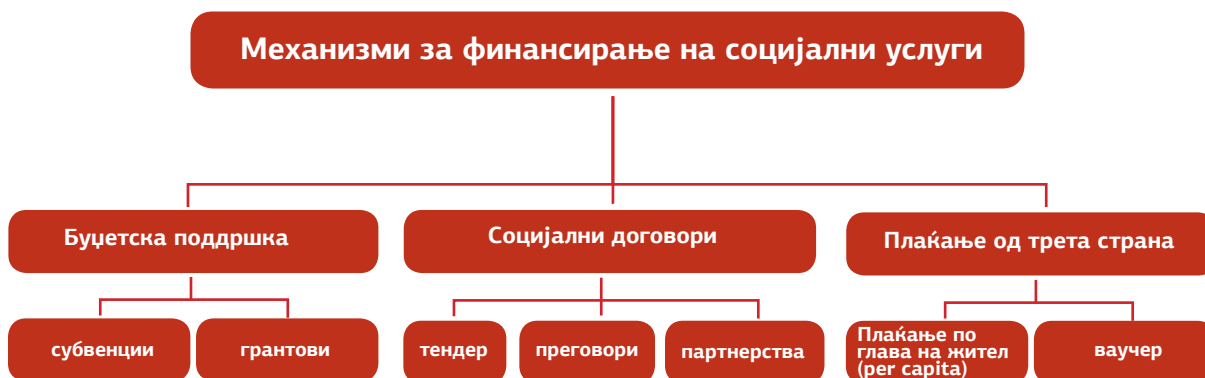 Механизми за финансирање на социјални услуги
Буџетска поддршка
Социјални договори
Плаќање од трета страна
субвенции
грантови
тендер
преговори
партнерства
Плаќање по
глава на жител
(per capita)
ваучер